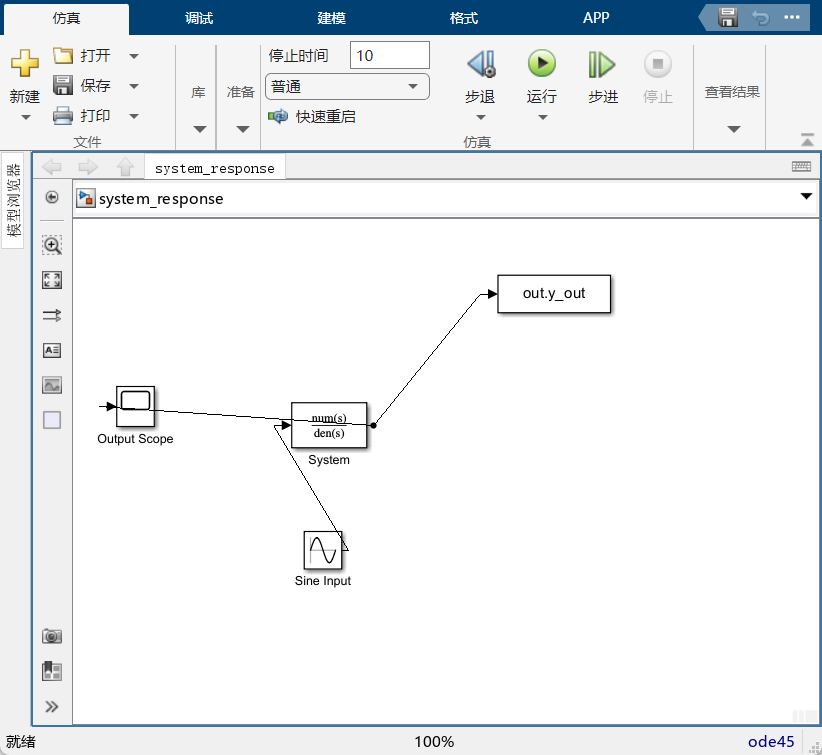 仿真 调试 建模 格式 APP
新建
打开
保存
打印
文件
库
准备
停止时间 10
普通
快速重启
步退
运行
步进
停止
仿真
查看结果
模型浏览器
system_response
system_response
out.y_out
num(s)
den(s)
System
Output Scope
Sine Input
就绪 100% ode45